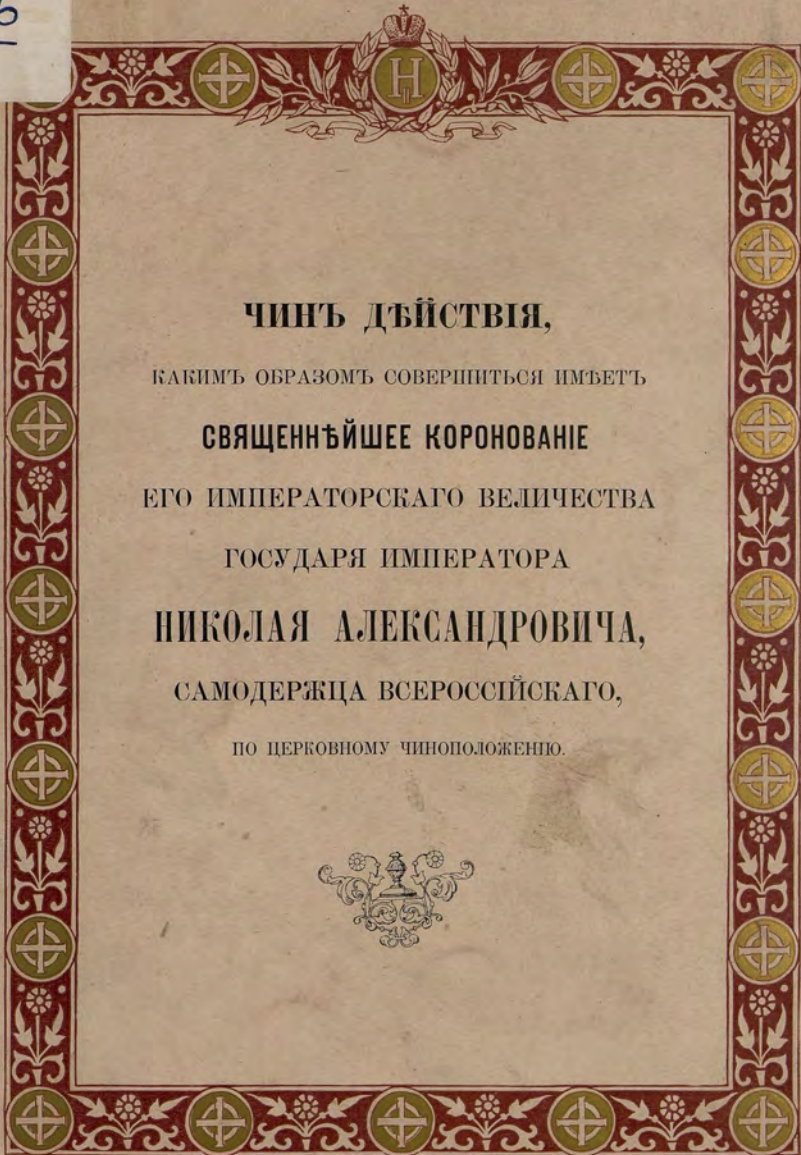 Н
II
ЧИНЪ ДѢЙСТВІЯ,
КАКИМЪ ОБРАЗОМЪ СОВЕРШИТЬСЯ ИМѢЕТЪ
СВЯЩЕННѢЙШЕЕ КОРОНОВАНІЕ
ЕГО ИМПЕРАТОРСКАГО ВЕЛИЧЕСТВА
ГОСУДАРЯ ИМПЕРАТОРА
НИКОЛАЯ АЛЕКСАНДРОВИЧА,
САМОДЕРЖЦА ВСЕРОССІЙСКАГО,
ПО ЦЕРКОВНОМУ ЧИНОПОЛОЖЕНІЮ.